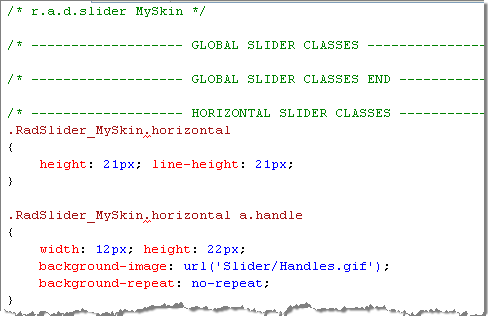 /* r.a.d.slider MySkin */
/* ------------------- GLOBAL SLIDER CLASSES ---------------
/* ------------------- GLOBAL SLIDER CLASSES END -----------
/* ------------------- HORIZONTAL SLIDER CLASSES -----------
.RadSlider_MySkin.horizontal
{
height: 21px; line-height: 21px;
}
.RadSlider_MySkin.horizontal a.handle
{
width: 12px; height: 22px;
background-image: url('Slider/Handles.gif');
background-repeat: no-repeat;
}